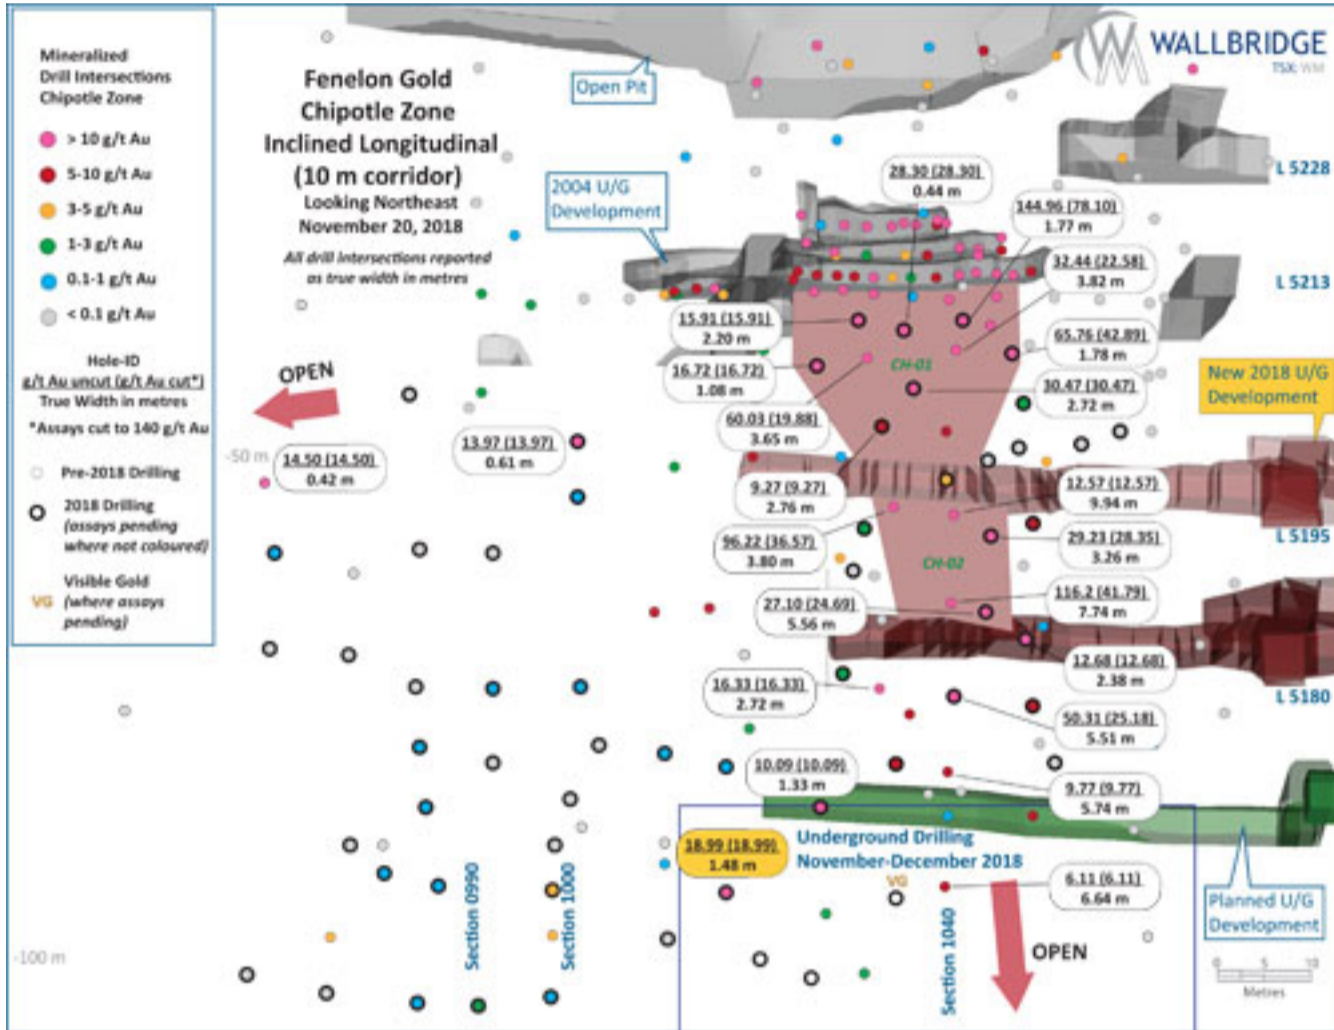 Mineralized
Drill Intersections
Chipotle Zone
> 10 g/t Au
5-10 g/t Au
3-5 g/t Au
1-3 g/t Au
0.1-1 g/t Au
< 0.1 g/t Au
Hole-ID
g/t Au uncut (g/t Au cut*)
True Width in metres
*Assays cut to 140 g/t Au
Pre-2018 Drilling
2018 Drilling
(assays pending
where not coloured)
Visible Gold
VG (where assays
pending)
Fenelon Gold
Chipotle Zone
Inclined Longitudinal
(10 m corridor)
Looking Northeast
November 20, 2018
All drill intersections reported
as true width in metres
WALLBRIDGE
TSX: WM
Open Pit
2004 U/G
Development
L 5228
28.30 (28.30)
0.44 m
144.96 (78.10)
1.77 m
32.44 (22.58)
3.82 m
L 5213
15.91 (15.91)
2.20 m
65.76 (42.89)
1.78 m
16.72 (16.72)
1.08 m
CH-01
30.47 (30.47)
2.72 m
New 2018 U/G
Development
OPEN
60.03 (19.88)
3.65 m
13.97 (13.97)
0.61 m
-50 m
14.50 (14.50)
0.42 m
9.27 (9.27)
2.76 m
12.57 (12.57)
9.94 m
L 5195
96.22 (36.57)
3.80 m
29.23 (28.35)
3.26 m
CH-02
27.10 (24.69)
5.56 m
116.2 (41.79)
7.74 m
12.68 (12.68)
2.38 m
16.33 (16.33)
2.72 m
L 5180
50.31 (25.18)
5.51 m
10.09 (10.09)
1.33 m
9.77 (9.77)
5.74 m
18.99 (18.99)
1.48 m
Underground Drilling
November-December 2018
VG
6.11 (6.11)
6.64 m
Section 0990
Section 1000
Section 1040
OPEN
Planned U/G
Development
-100 m
0 5 10
Metres